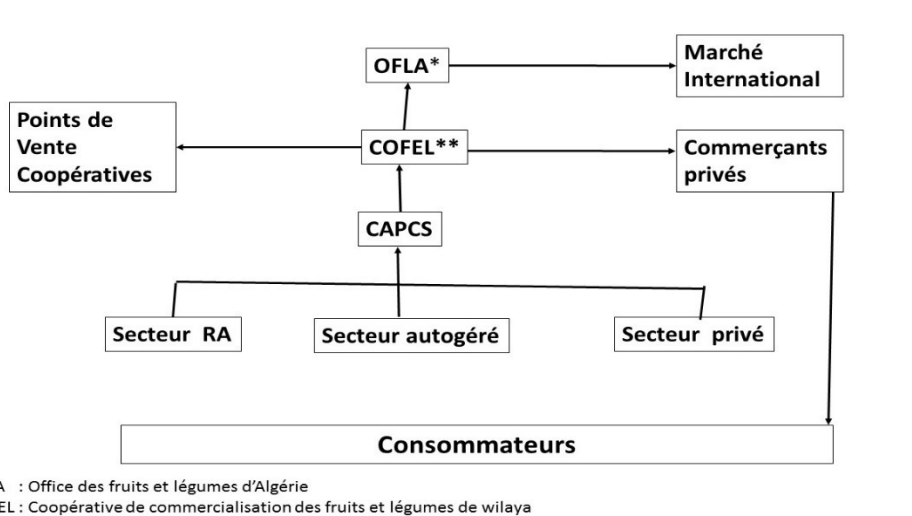 OFLA*
Marché
International
Points de
Vente
Coopératives
COFEL**
Commerçants
privés
CAPCS
Secteur RA
Secteur autogéré
Secteur privé
Consommateurs
A : Office des fruits et légumes d’Algérie
EL : Coopérative de commercialisation des fruits et légumes de wilaya